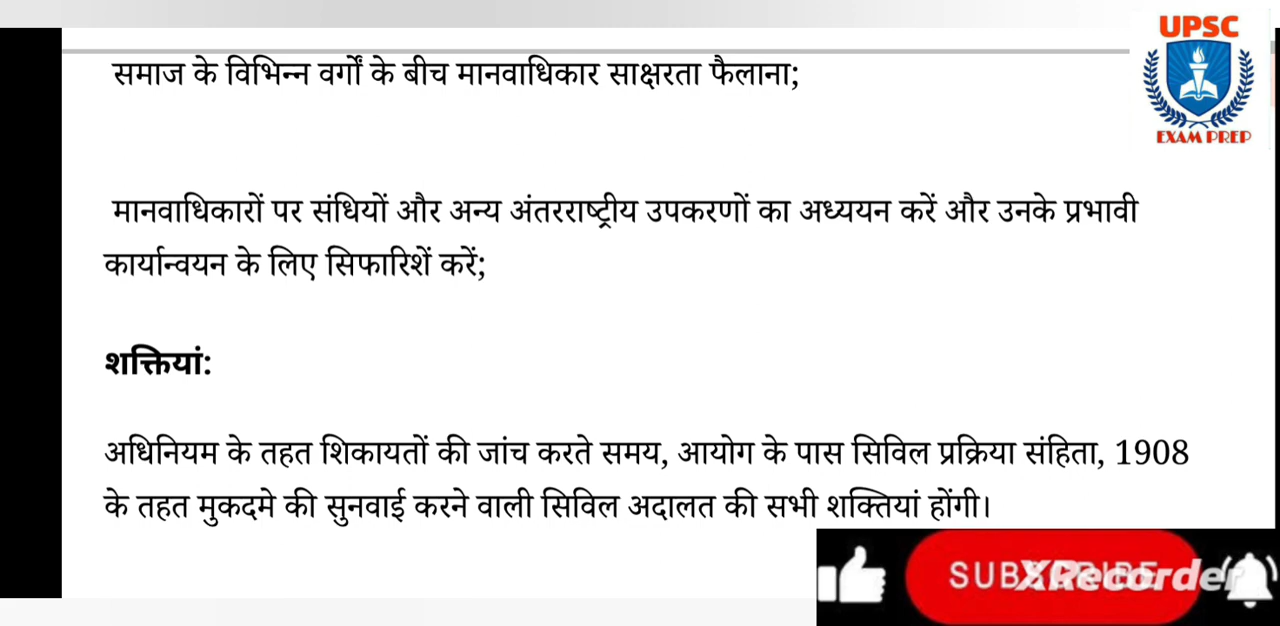 UPSC
EXAM PREP
समाज के विभिन्न वर्गों के बीच मानवाधिकार साक्षरता फैलाना;
मानवाधिकारों पर संधियों और अन्य अंतरराष्ट्रीय उपकरणों का अध्ययन करें और उनके प्रभावी
कार्यान्वयन के लिए सिफारिशें करें;
शक्तियां:
अधिनियम के तहत शिकायतों की जांच करते समय, आयोग के पास सिविल प्रक्रिया संहिता, 1908
के तहत मुकदमे की सुनवाई करने वाली सिविल अदालत की सभी शक्तियां होंगी।
SUBSCRIBE
XRecorder